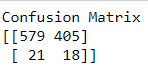 Confusion Matrix
[[579 405]
 [ 21  18]]